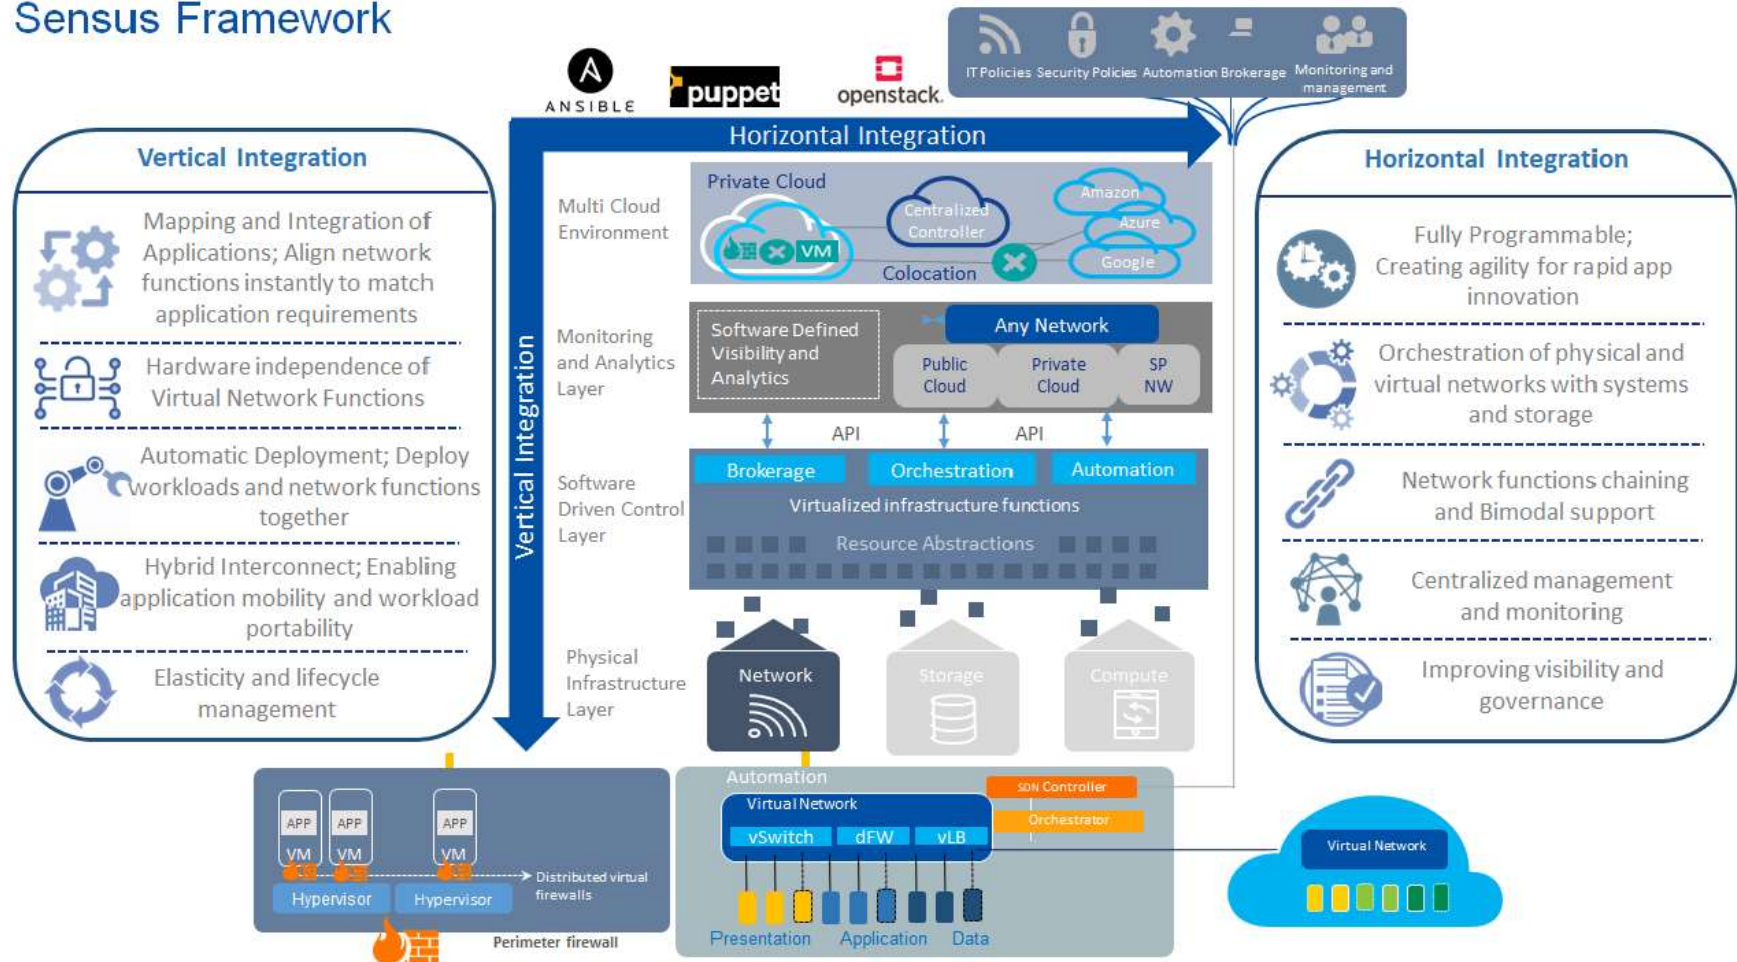 Sensus Framework
ANSIBLE
puppet
openstack.
IT Policies
Security Policies
Automation
Brokerage
Monitoring and
management
Horizontal Integration
Vertical Integration
Vertical Integration
Mapping and Integration of
Applications; Align network
functions instantly to match
application requirements
Hardware independence of
Virtual Network Functions
Automatic Deployment; Deploy
workloads and network functions
together
Hybrid Interconnect; Enabling
application mobility and workload
portability
Elasticity and lifecycle
management
Multi Cloud
Environment
Private Cloud
VM
Centralized
Controller
Colocation
Amazon
Azure
Google
Monitoring
and Analytics
Layer
Software Defined
Visibility and
Analytics
Any Network
Public
Cloud
Private
Cloud
SP
NW
API
API
Software
Driven Control
Layer
Brokerage
Orchestration
Automation
Virtualized infrastructure functions
Resource Abstractions
Physical
Infrastructure
Layer
Network
Storage
Compute
Horizontal Integration
Fully Programmable;
Creating agility for rapid app
innovation
Orchestration of physical and
virtual networks with systems
and storage
Network functions chaining
and Bimodal support
Centralized management
and monitoring
Improving visibility and
governance
APP
VM
APP
VM
APP
VM
Distributed virtual
firewalls
Hypervisor
Hypervisor
Perimeter firewall
Automation
Virtual Network
vSwitch
dFW
vLB
SDN Controller
Orchestrator
Presentation
Application
Data
Virtual Network